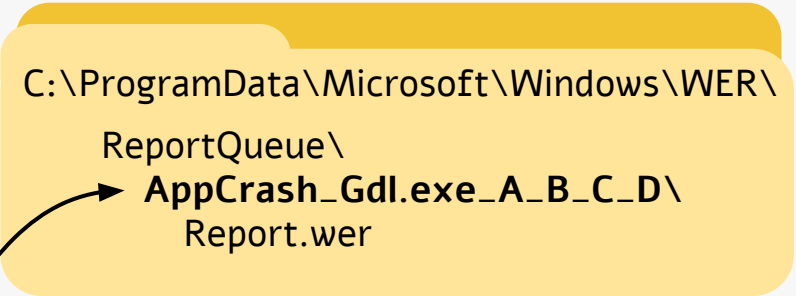 C:\ProgramData\Microsoft\Windows\WER\
ReportQueue\
AppCrash_Gdl.exe_A_B_C_D\
Report.wer